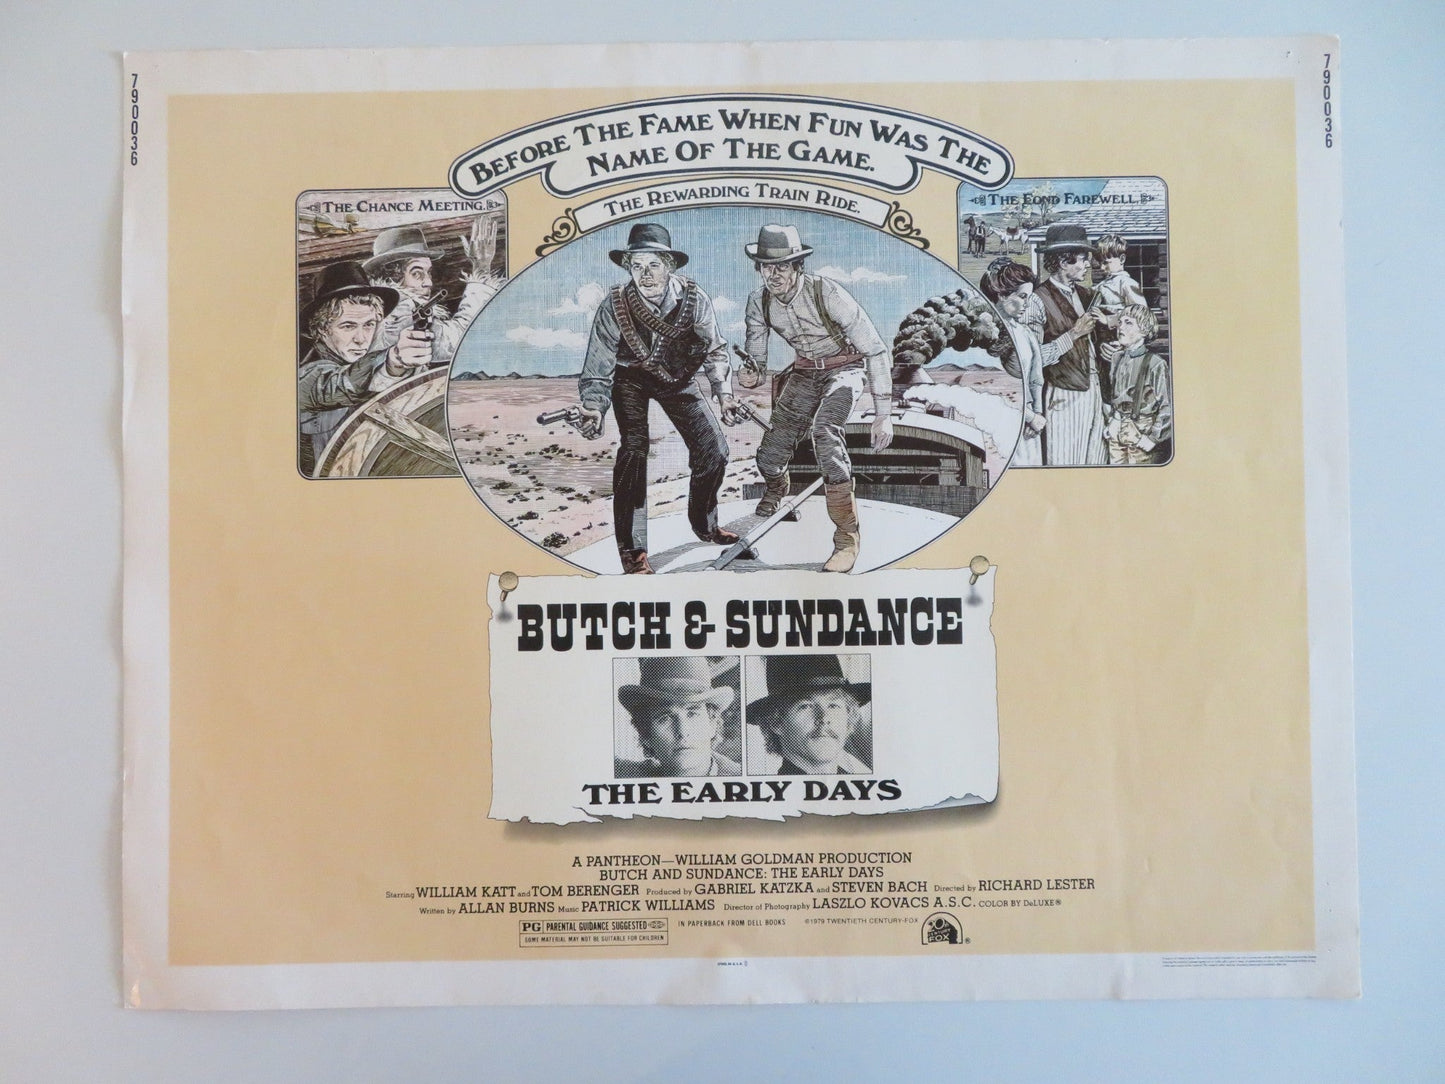 790036
790036
BEFORE THE FAME WHEN FUN WAS THE
NAME OF THE GAME.
THE REWARDING TRAIN RIDE.
THE CHANCE MEETING.
THE FOND FAREWELL.
BUTCH & SUNDANCE
THE EARLY DAYS
A PANTHEON—WILLIAM GOLDMAN PRODUCTION
BUTCH AND SUNDANCE: THE EARLY DAYS
Starring WILLIAM KATT and TOM BERENGER Produced by GABRIEL KATZKA and STEVEN BACH Directed by RICHARD LESTER
Written by ALLAN BURNS Music PATRICK WILLIAMS Director of Photography LASZLO KOVACS A.S.C. COLOR BY DeLUXE®
PG PARENTAL GUIDANCE SUGGESTED
SOME MATERIAL MAY NOT BE SUITABLE FOR CHILDREN
IN PAPERBACK FROM DELL BOOKS
©1979 TWENTIETH CENTURY-FOX
20th CENTURY FOX ®